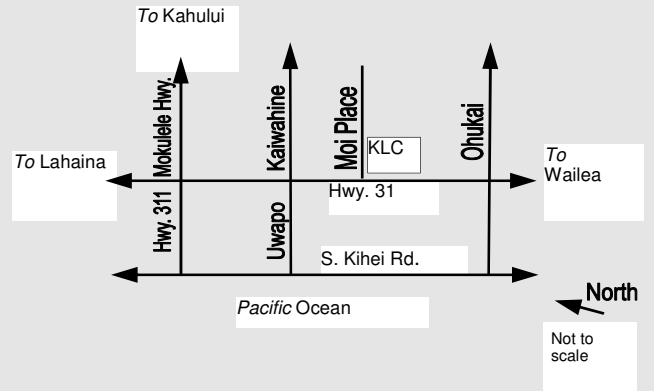 To Kahului
Mokulele Hwy.
Kaiwahine
Moi Place
Ohukai
KLC
To Lahaina
To
Wailea
Hwy. 31
Hwy. 311
Uwapo
S. Kihei Rd.
Pacific Ocean
North
Not to
scale